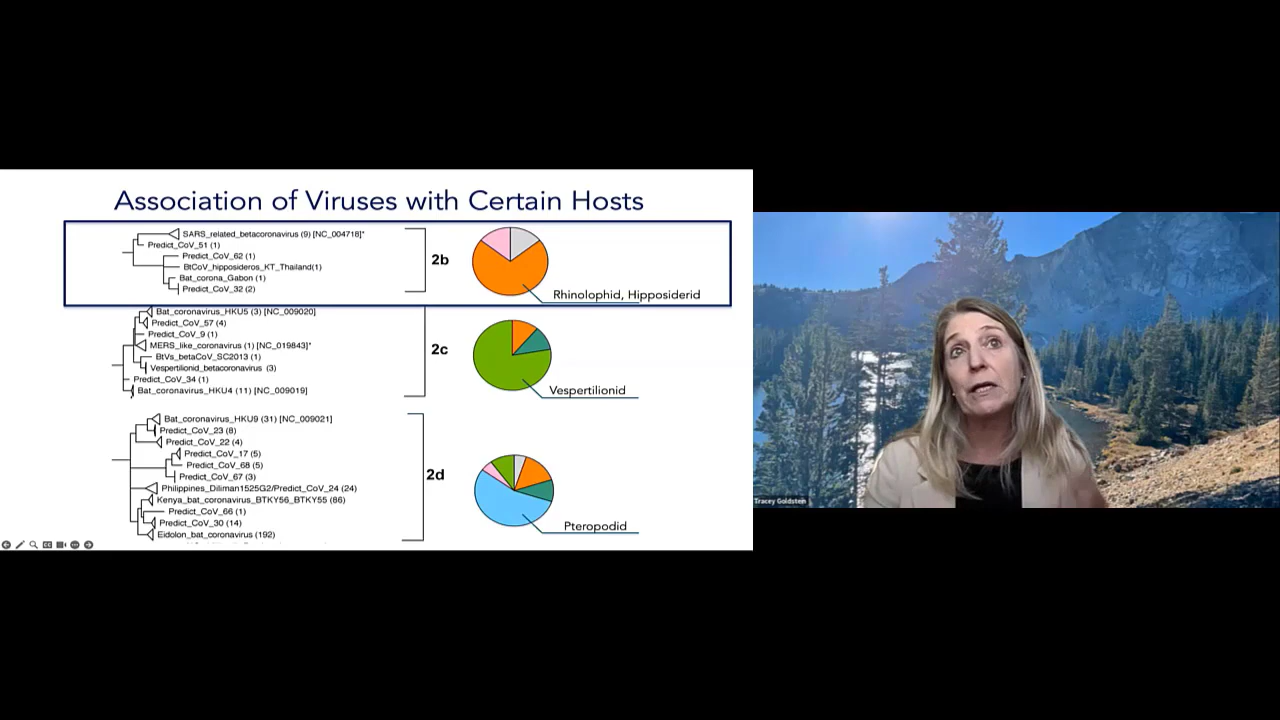 Association of Viruses with Certain Hosts
SARS_related_betacoronavirus (9) [NC_004718]*
Predict_CoV_51 (1)
Predict_CoV_62 (1)
BtCoV_hipposideros_KT_Thailand(1)
Bat_corona_Gabon (1)
Predict_CoV_32 (2)
2b
Rhinolophid, Hipposiderid
Bat_coronavirus_HKU5 (3) [NC_009020]
Predict_CoV_57 (4)
Predict_CoV_9 (1)
MERS_like_coronavirus (1) [NC_019843]*
BtVs_betaCoV_SC2013 (1)
Vespertilionid_betacoronavirus (3)
Predict_CoV_34 (1)
Bat_coronavirus_HKU4 (11) [NC_009019]
2c
Vespertilionid
Bat_coronavirus_HKU9 (31) [NC_009021]
Predict_CoV_23 (8)
Predict_CoV_22 (4)
Predict_CoV_17 (5)
Predict_CoV_68 (5)
Predict_CoV_67 (3)
Philippines_Diliman1525G2/Predict_CoV_24 (24)
Kenya_bat_coronavirus_BTKY56_BTKY55 (86)
Predict_CoV_66 (1)
Predict_CoV_30 (14)
Eidolon_bat_coronavirus (192)
2d
Pteropodid
Tracey Goldstein